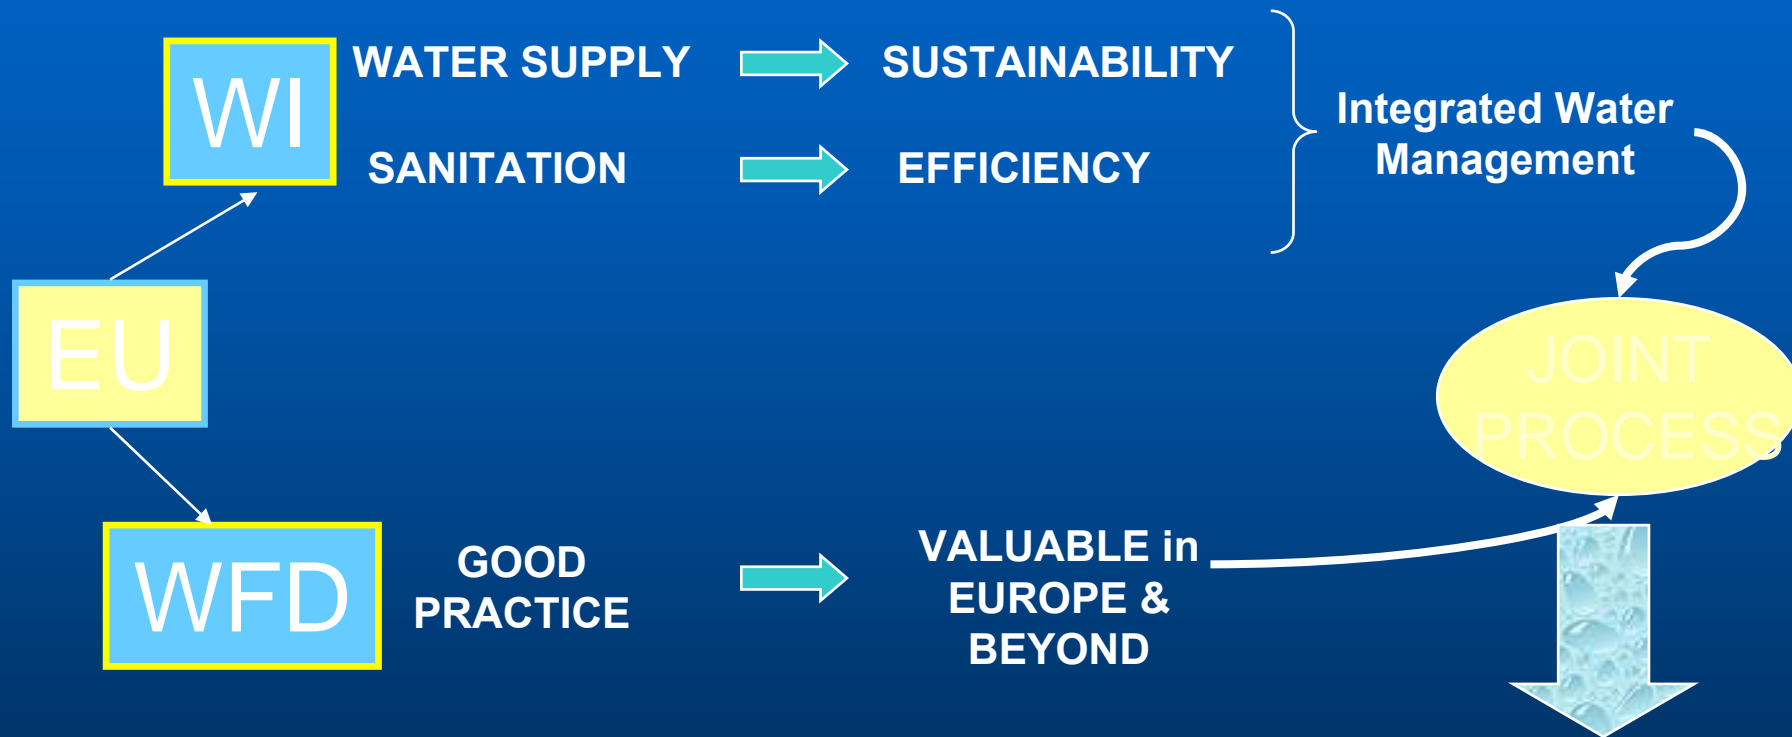 WI
WATER SUPPLY
SUSTAINABILITY
SANITATION
EFFICIENCY
Integrated Water
Management
EU
JOINT
PROCESS
WFD
GOOD
PRACTICE
VALUABLE in
EUROPE &
BEYOND